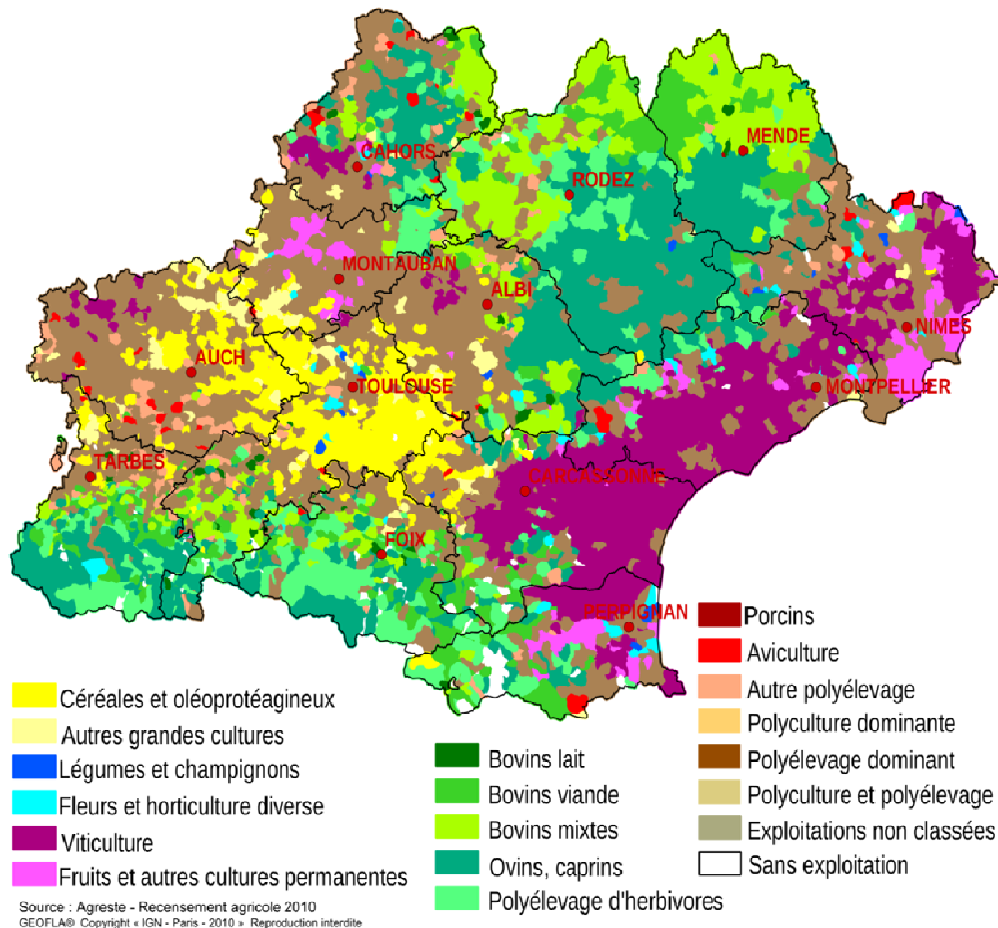 MENDE
CAHORS
RODEZ
MONTAUBAN
ALBI
NIMES
AUCH
TOULOUSE
MONTPELLIER
TARBES
CARCASSONNE
FOIX
PERPIGNAN
Céréales et oléoprotéagineux
Autres grandes cultures
Légumes et champignons
Fleurs et horticulture diverse
Viticulture
Fruits et autres cultures permanentes
Bovins lait
Bovins viande
Bovins mixtes
Ovins, caprins
Polyélevage d'herbivores
Porcins
Aviculture
Autre polyélevage
Polyculture dominante
Polyélevage dominant
Polyculture et polyélevage
Exploitations non classées
Sans exploitation
Source : Agreste - Recensement agricole 2010
GEOFLA® Copyright « IGN - Paris - 2010 » Reproduction interdite